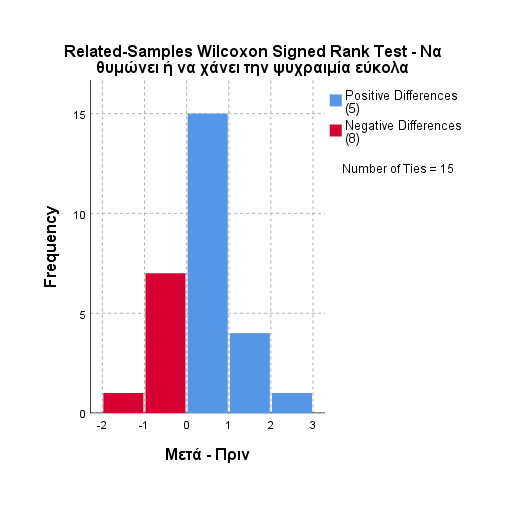 Related-Samples Wilcoxon Signed Rank Test - Να
θυμώνει ή να χάνει την ψυχραιμία εύκολα
Positive Differences
(5)
Negative Differences
(8)
Number of Ties = 15
Frequency
15
10
5
0
-2 -1 0 1 2 3
Μετά - Πριν